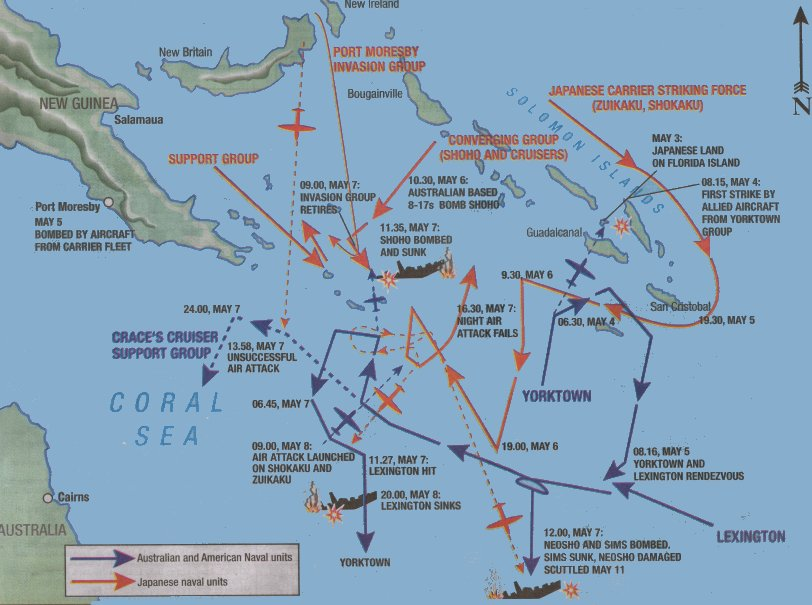 New Ireland
New Britain
PORT MORESBY
INVASION GROUP
Bougainville
JAPANESE CARRIER STRIKING FORCE
(ZUIKAKU, SHOKAKU)
N
NEW GUINEA
Salamaua
SOLOMON ISLANDS
MAY 3:
JAPANESE LAND
ON FLORIDA ISLAND
SUPPORT GROUP
CONVERGING GROUP
(SHOHO AND CRUISERS)
09.00, MAY 7:
INVASION GROUP
RETIRES
10.30, MAY 6:
AUSTRALIAN BASED
8-17s BOMB SHOHO
08.15, MAY 4:
FIRST STRIKE BY
ALLIED AIRCRAFT
FROM YORKTOWN
GROUP
Port Moresby
MAY 5
BOMBED BY AIRCRAFT
FROM CARRIER FLEET
11.35, MAY 7:
SHOHO BOMBED
AND SUNK
Guadalcanal
9.30, MAY 6
San Cristobal
24.00, MAY 7
16.30, MAY 7:
NIGHT AIR
ATTACK FAILS
06.30, MAY 4
19.30, MAY 5
CRACE'S CRUISER
SUPPORT GROUP
13.58, MAY 7
UNSUCCESSFUL
AIR ATTACK
CORAL
SEA
06.45, MAY 7
YORKTOWN
09.00, MAY 8:
AIR ATTACK LAUNCHED
ON SHOKAKU AND
ZUIKAKU
11.27, MAY 7:
LEXINGTON HIT
19.00, MAY 6
08.16, MAY 5
YORKTOWN AND
LEXINGTON RENDEZVOUS
20.00, MAY 8:
LEXINGTON SINKS
Cairns
AUSTRALIA
LEXINGTON
12.00, MAY 7:
NEOSHO AND SIMS BOMBED.
SIMS SUNK, NEOSHO DAMAGED
SCUTTLED MAY 11
YORKTOWN
Australian and American Naval units
Japanese naval units